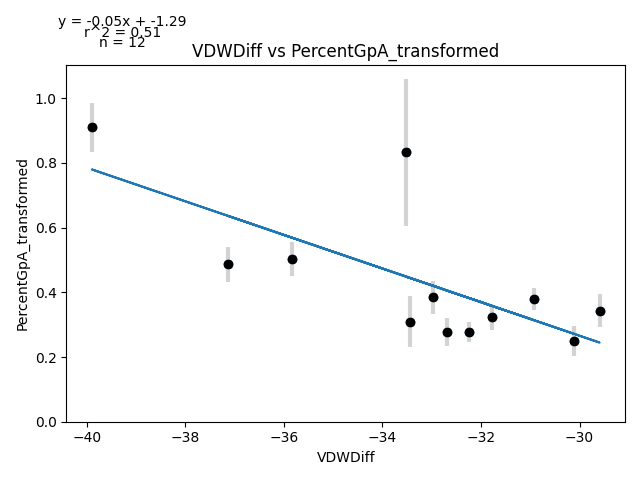 y = -0.05x + -1.29
r^2 = 0.51
n = 12
VDWDiff vs PercentGpA_transformed
PercentGpA_transformed
1.0
0.8
0.6
0.4
0.2
0.0
−40
−38
−36
−34
−32
−30
VDWDiff